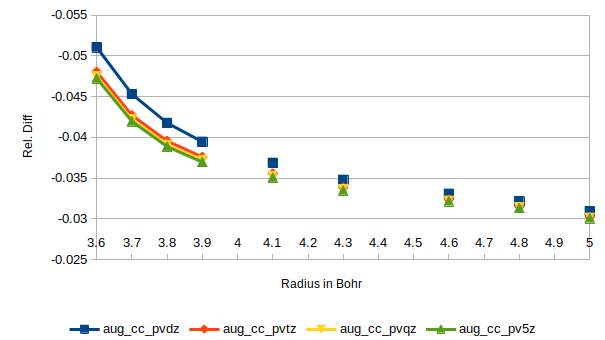 -0.055
-0.05
-0.045
-0.04
-0.035
-0.03
-0.025
Rel. Diff
3.6 3.7 3.8 3.9 4 4.1 4.2 4.3 4.4 4.5 4.6 4.7 4.8 4.9 5
Radius in Bohr
aug_cc_pvdz aug_cc_pvtz aug_cc_pvqz aug_cc_pv5z